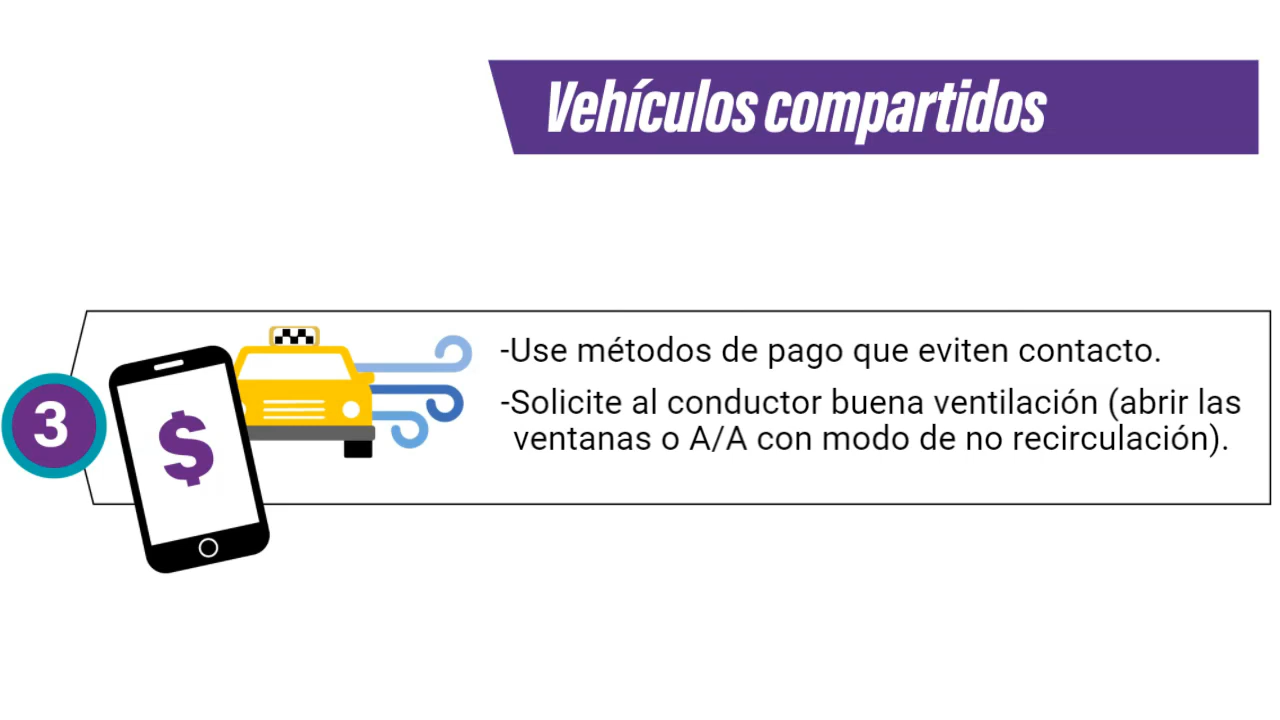 Vehículos compartidos
3
$
-Use métodos de pago que eviten contacto.
-Solicite al conductor buena ventilación (abrir las
ventanas o A/A con modo de no recirculación).